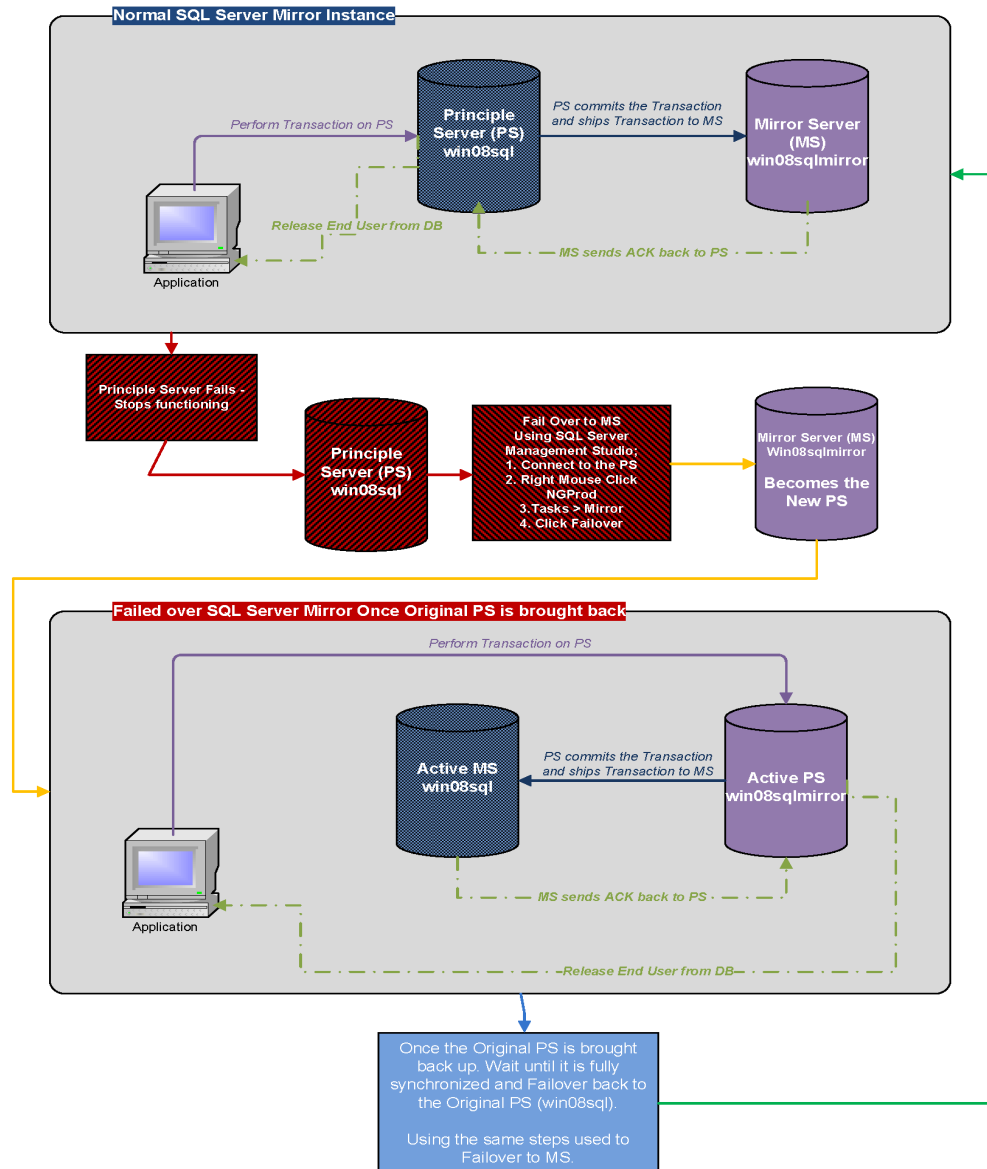 Normal SQL Server Mirror Instance
Perform Transaction on PS
Principle
Server (PS)
win08sql
PS commits the Transaction
and ships Transaction to MS
Mirror Server
(MS)
win08sqlmirror
Release End User from DB
MS sends ACK back to PS
Application
Principle Server Fails -
Stops functioning
Principle
Server (PS)
win08sql
Fail Over to MS
Using SQL Server
Management Studio;
1. Connect to the PS
2. Right Mouse Click
NGProd
3.Tasks > Mirror
4. Click Failover
Mirror Server (MS)
Win08sqlmirror
Becomes the
New PS
Failed over SQL Server Mirror Once Original PS is brought back
Perform Transaction on PS
Active MS
win08sql
PS commits the Transaction
and ships Transaction to MS
Active PS
win08sqlmirror
MS sends ACK back to PS
Application
Release End User from DB
Once the Original PS is brought
back up. Wait until it is fully
synchronized and Failover back to
the Original PS (win08sql).
Using the same steps used to
Failover to MS.